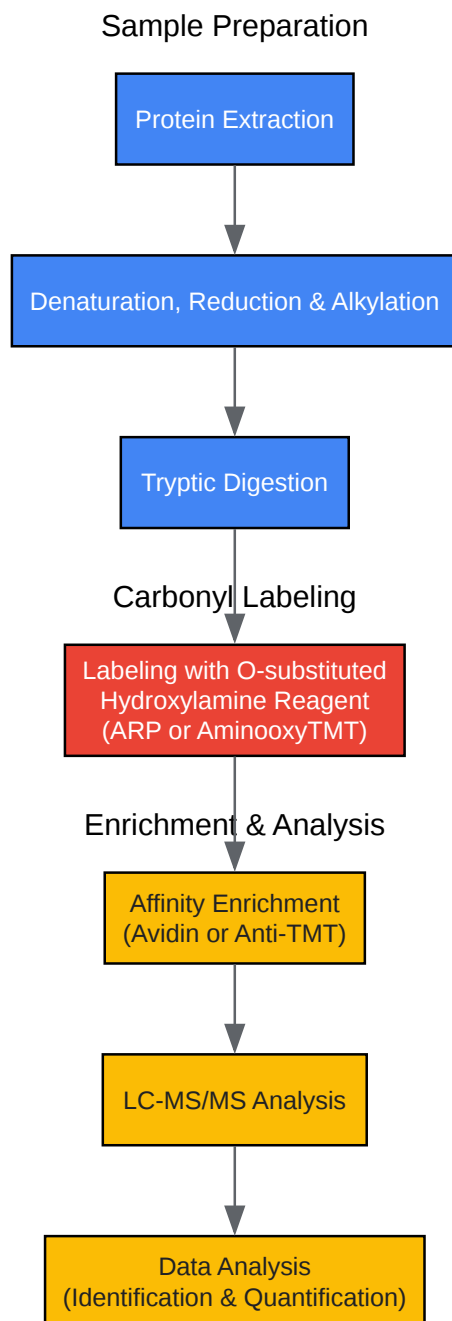 Sample Preparation
Protein Extraction
Denaturation, Reduction & Alkylation
Tryptic Digestion
Carbonyl Labeling
Labeling with O-substituted
Hydroxylamine Reagent
(ARP or AminooxyTMT)
Enrichment & Analysis
Affinity Enrichment
(Avidin or Anti-TMT)
LC-MS/MS Analysis
Data Analysis
(Identification & Quantification)